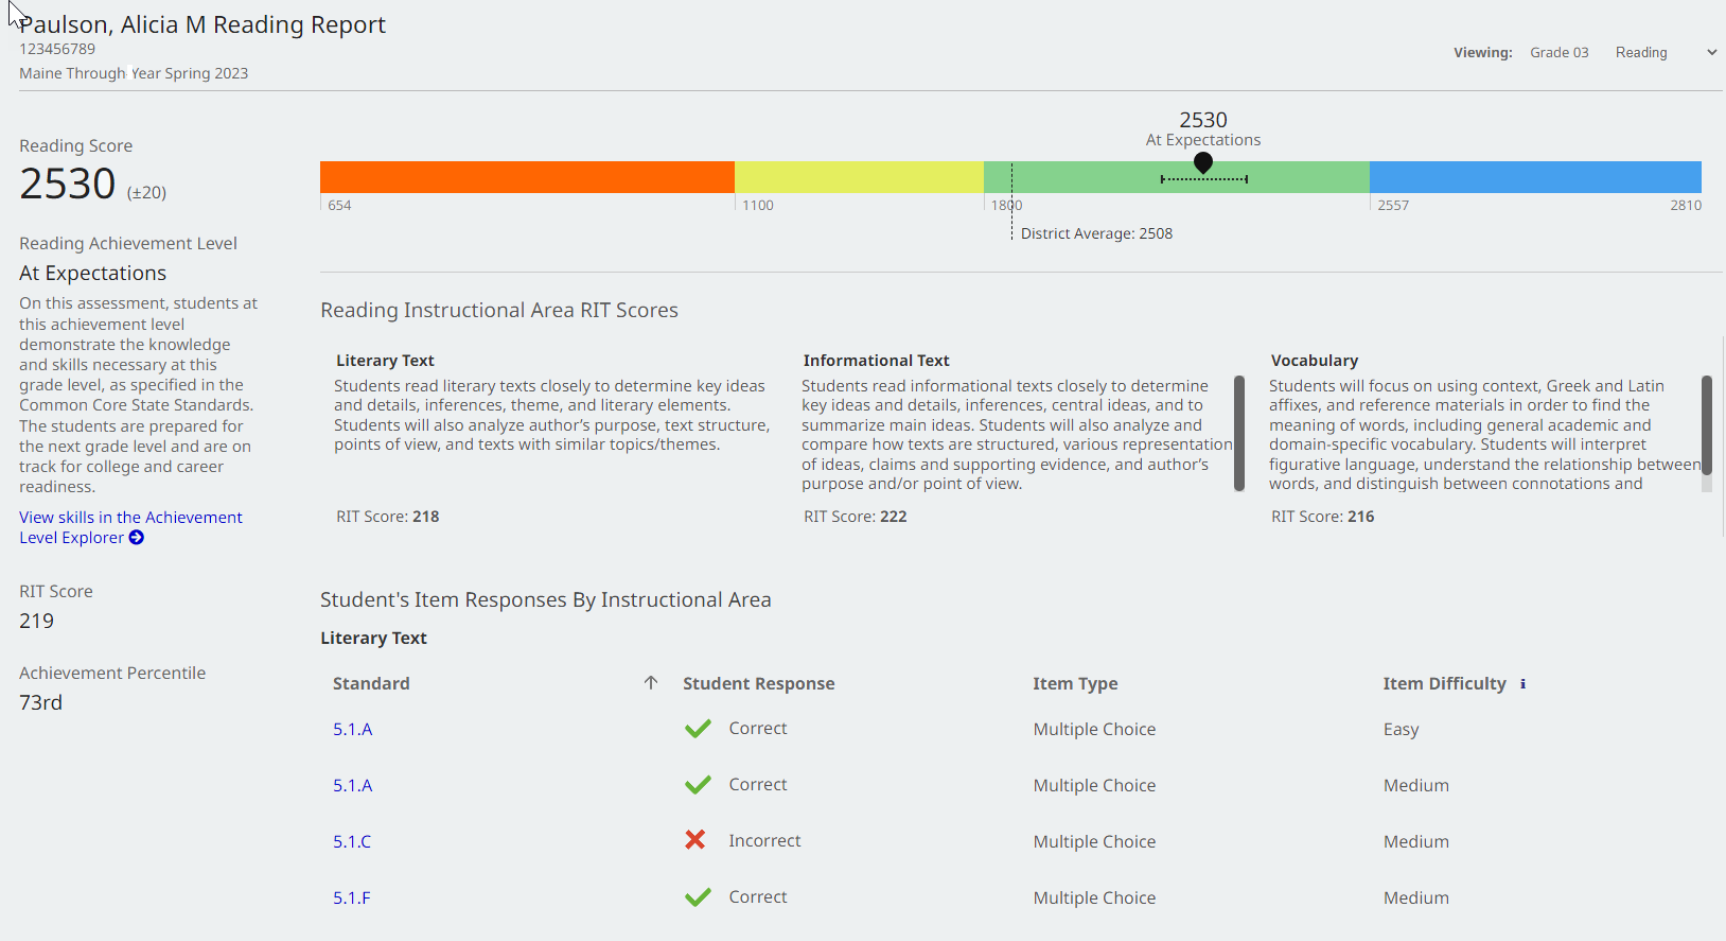 Paulson, Alicia M Reading Report
123456789
Maine Through Year Spring 2023
Viewing: Grade 03 Reading
Reading Score
2530 (±20)
Reading Achievement Level
At Expectations
On this assessment, students at
this achievement level
demonstrate the knowledge
and skills necessary at this
grade level, as specified in the
Common Core State Standards.
The students are prepared for
the next grade level and are on
track for college and career
readiness.
View skills in the Achievement
Level Explorer
RIT Score
219
Achievement Percentile
73rd
2530
At Expectations
654 1100 1800 2557 2810
District Average: 2508
Reading Instructional Area RIT Scores
Literary Text
Students read literary texts closely to determine key ideas
and details, inferences, theme, and literary elements.
Students will also analyze author's purpose, text structure,
points of view, and texts with similar topics/themes.
RIT Score: 218
Informational Text
Students read informational texts closely to determine
key ideas and details, inferences, central ideas, and to
summarize main ideas. Students will also analyze and
compare how texts are structured, various representation
of ideas, claims and supporting evidence, and author's
purpose and/or point of view.
RIT Score: 222
Vocabulary
Students will focus on using context, Greek and Latin
affixes, and reference materials in order to find the
meaning of words, including general academic and
domain-specific vocabulary. Students will interpret
figurative language, understand the relationship between
words, and distinguish between connotations and
RIT Score: 216
Student's Item Responses By Instructional Area
Literary Text
Standard Student Response Item Type Item Difficulty i
5.1.A Correct Multiple Choice Easy
5.1.A Correct Multiple Choice Medium
5.1.C Incorrect Multiple Choice Medium
5.1.F Correct Multiple Choice Medium